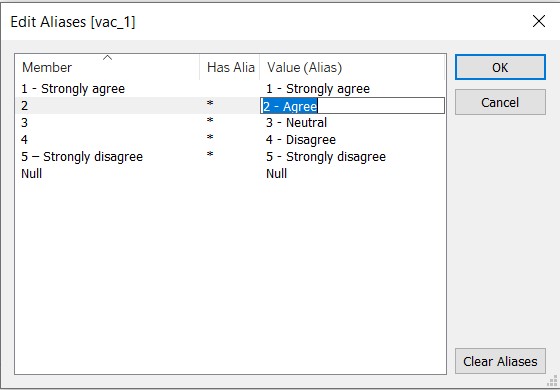 Edit Aliases [vac_1]
Member Has Alia Value (Alias)
1 - Strongly agree 1 - Strongly agree
2 * 2 - Agree
3 * 3 - Neutral
4 * 4 - Disagree
5 – Strongly disagree * 5 - Strongly disagree
Null Null
OK
Cancel
Clear Aliases